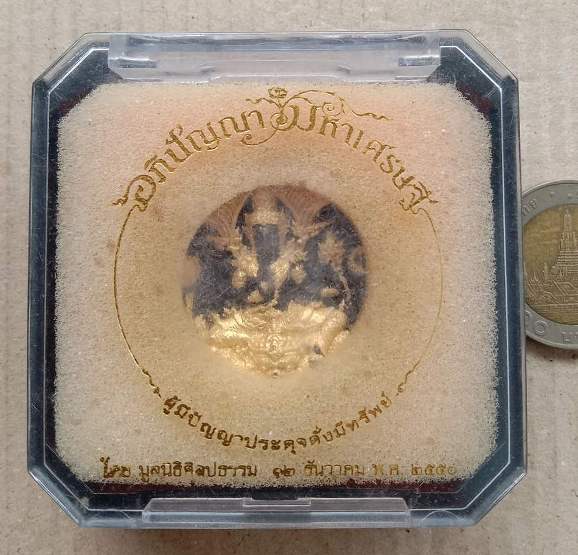 อภิปัญญา มหาเศรษฐี
ผู้มีปัญญาประดุจดั่งมีทรัพย์
โดย มูลนิธิศิลปธรรม ๑๒ ธันวาคม พ.ศ. ๒๕๕๐